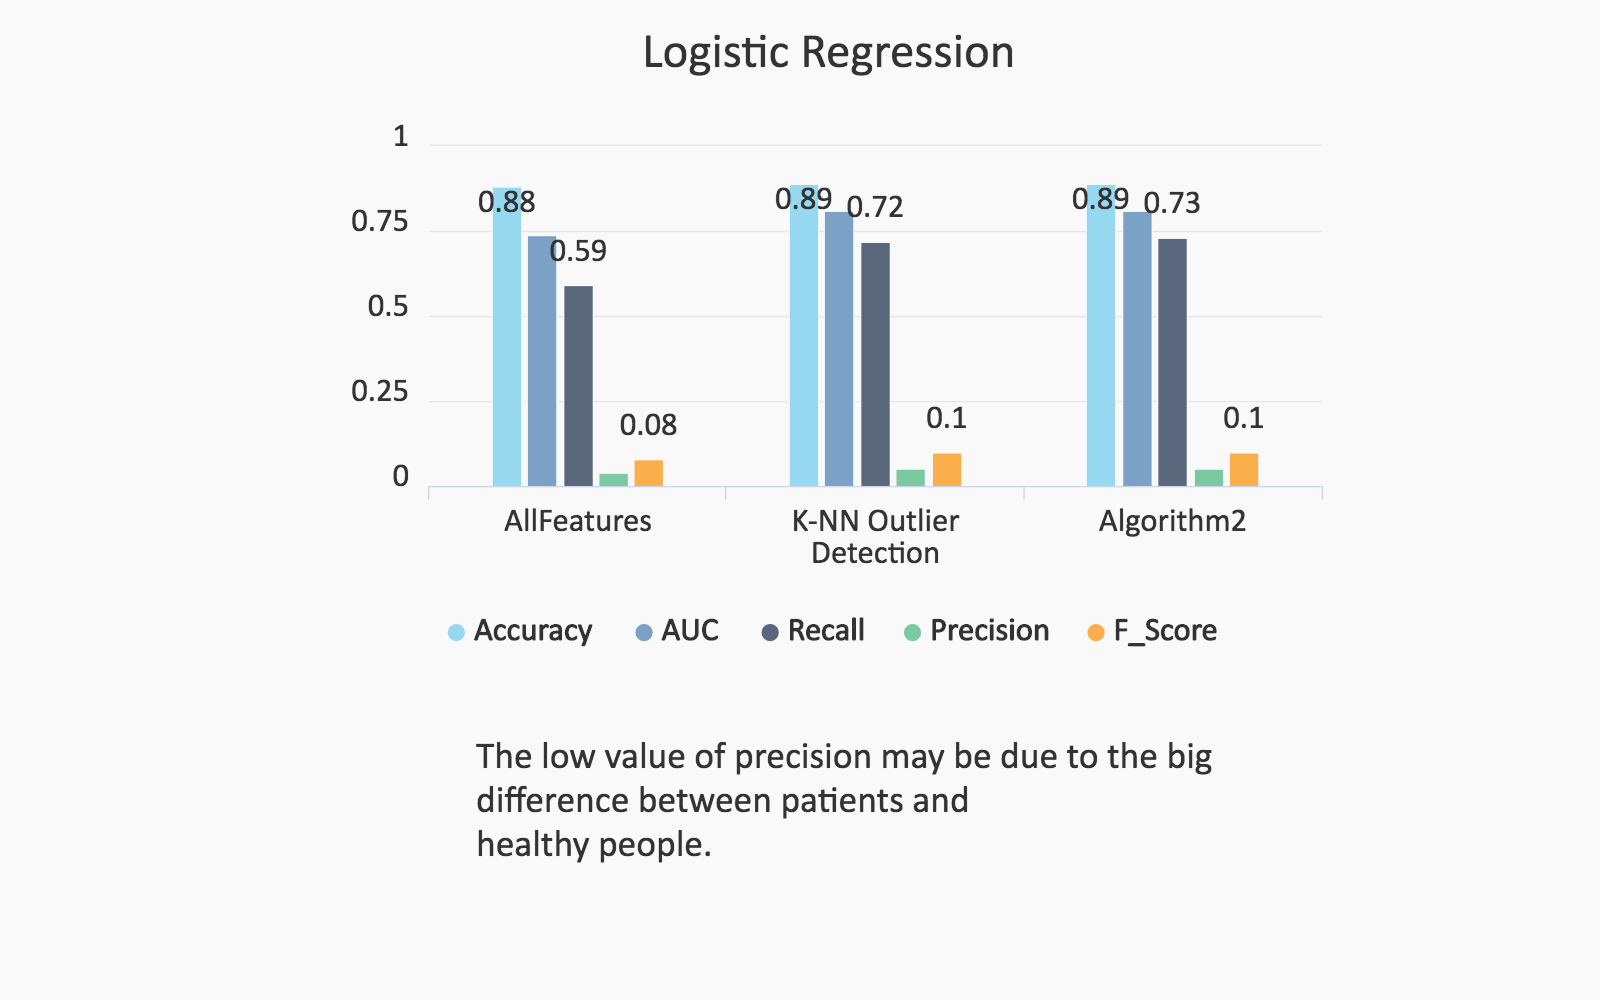 Logistic Regression
1
0.75
0.5
0.25
0
0.88
0.59
0.08
0.89
0.72
0.1
0.89
0.73
0.1
AllFeatures
K-NN Outlier
Detection
Algorithm2
Accuracy AUC Recall Precision F_Score
The low value of precision may be due to the big
difference between patients and
healthy people.